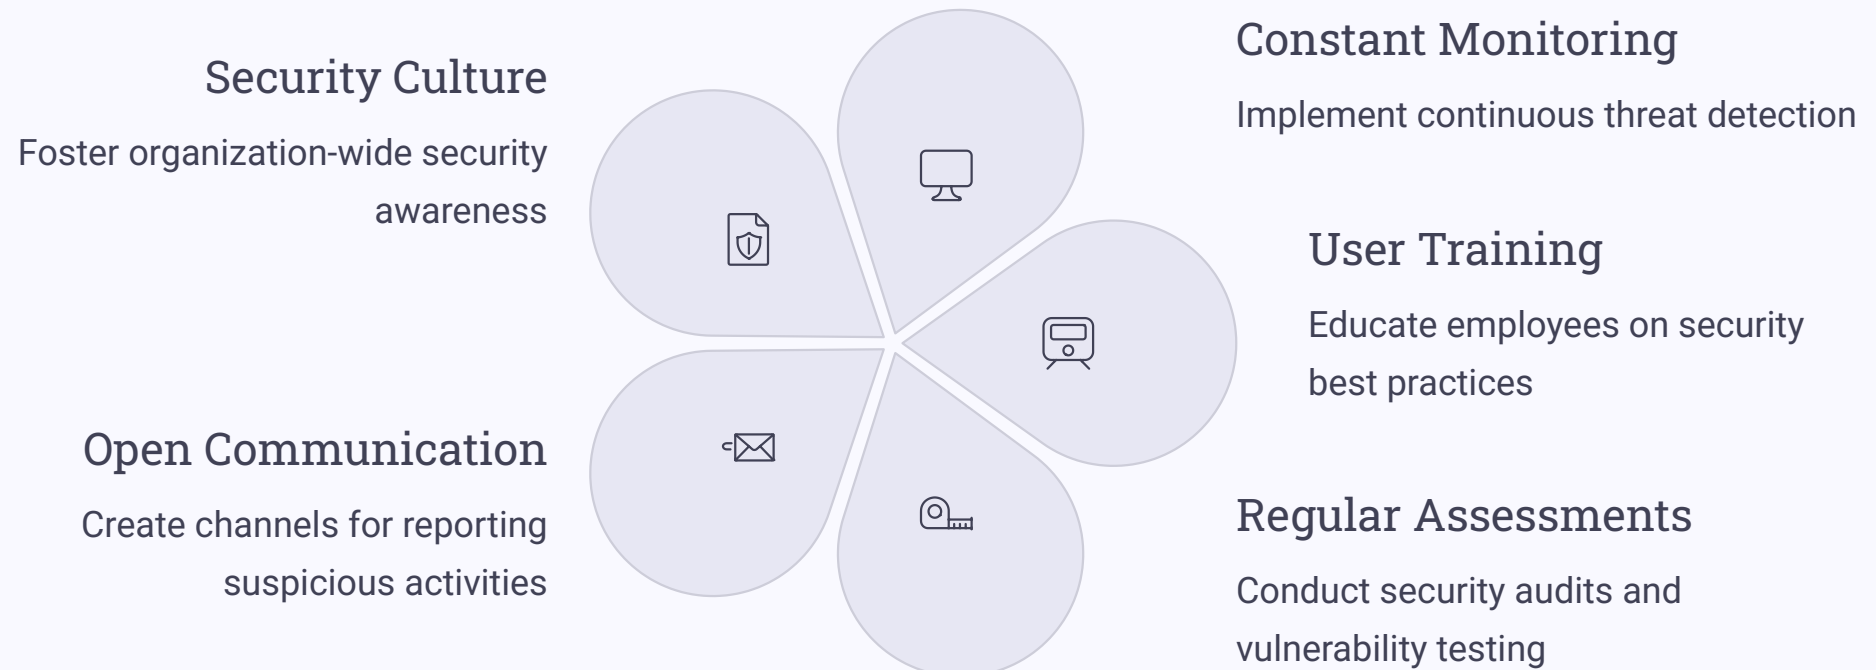 Security Culture
Foster organization-wide security
awareness
Constant Monitoring
Implement continuous threat detection
User Training
Educate employees on security
best practices
Open Communication
Create channels for reporting
suspicious activities
Regular Assessments
Conduct security audits and
vulnerability testing